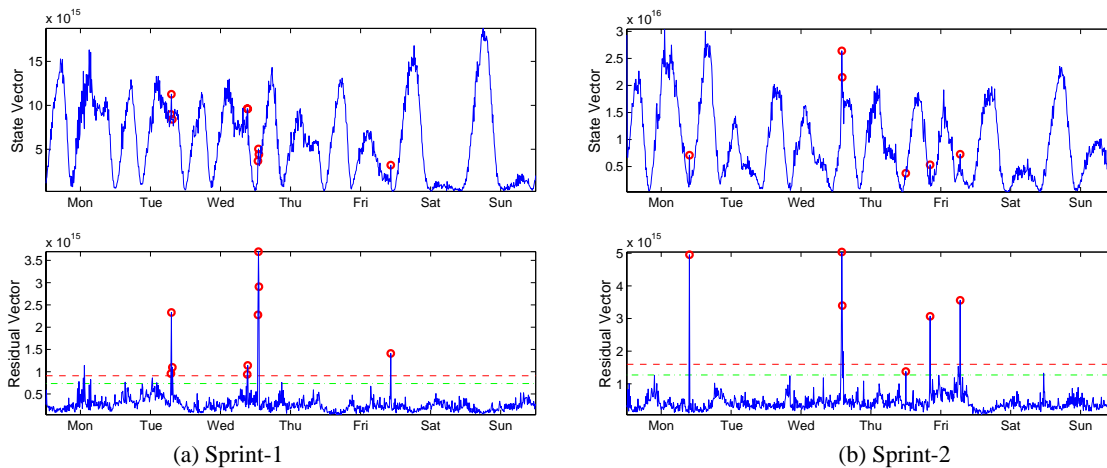 x 10^15
State Vector
15
10
5
Mon Tue Wed Thu Fri Sat Sun
x 10^15
Residual Vector
3.5
3
2.5
2
1.5
1
0.5
Mon Tue Wed Thu Fri Sat Sun
(a) Sprint-1
x 10^16
State Vector
3
2.5
2
1.5
1
0.5
Mon Tue Wed Thu Fri Sat Sun
x 10^15
Residual Vector
5
4
3
2
1
Mon Tue Wed Thu Fri Sat Sun
(b) Sprint-2